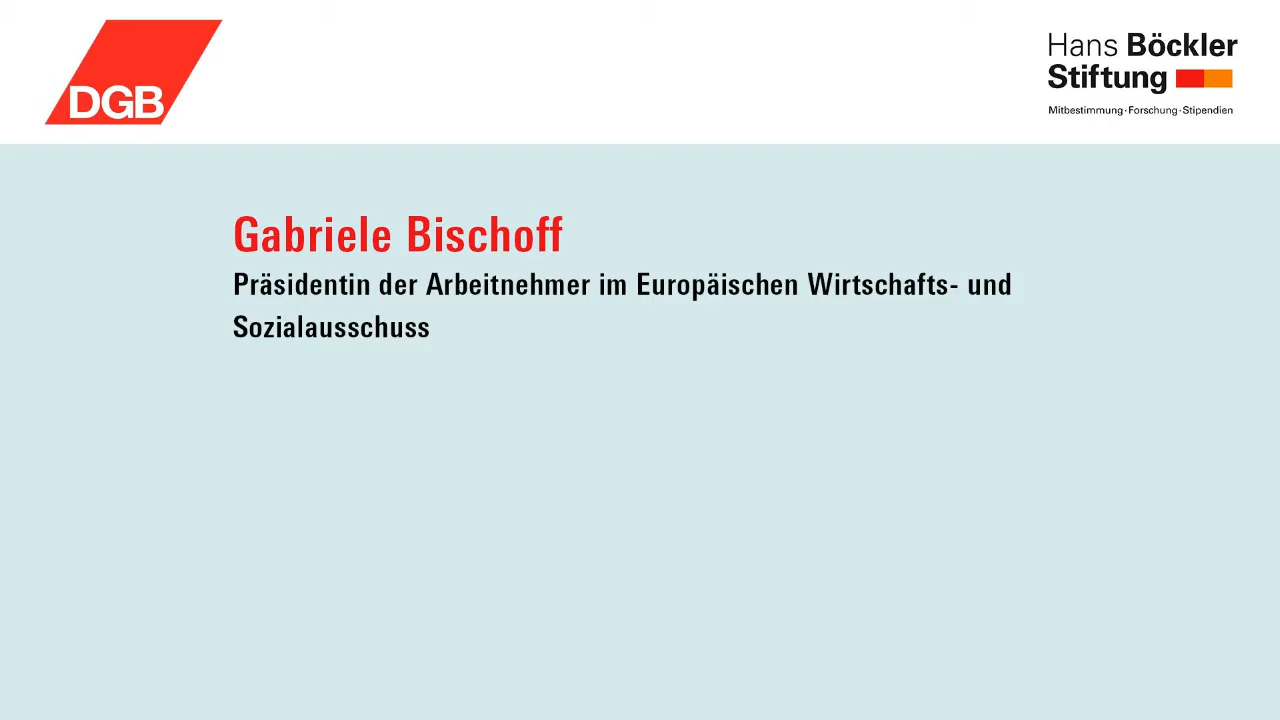 DGB
Hans Böckler
Stiftung
Mitbestimmung·Forschung·Stipendien
Gabriele Bischoff
Präsidentin der Arbeitnehmer im Europäischen Wirtschafts- und
Sozialausschuss